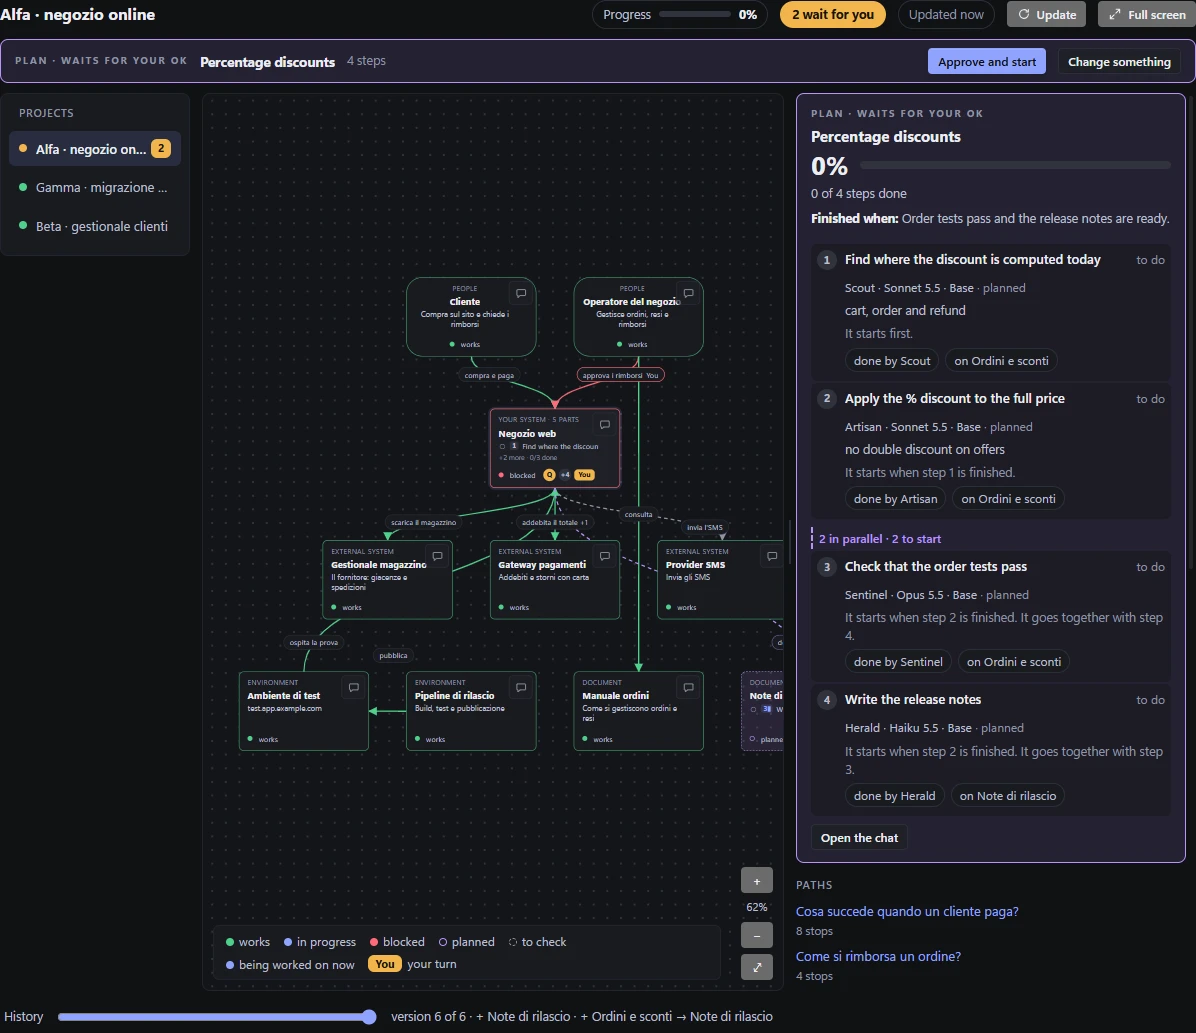 Alfa · negozio online
Progress 0%
2 wait for you
Updated now
Update
Full screen
PLAN · WAITS FOR YOUR OK
Percentage discounts
4 steps
Approve and start
Change something
PROJECTS
Alfa · negozio on... 2
Gamma · migrazione ...
Beta · gestionale clienti
PEOPLE
Cliente
Compra sul sito e chiede i
rimborsi
works
PEOPLE
Operatore del negozio
Gestisce ordini, resi e
rimborsi
works
compra e paga
approva i rimborsi You
YOUR SYSTEM · 5 PARTS
Negozio web
1 Find where the discoun
+2 more · 0/3 done
blocked Q +4 You
scarica il magazzino
addebita il totale +1
consulta
invia l'SMS
EXTERNAL SYSTEM
Gestionale magazzino
Il fornitore: giacenze e
spedizioni
works
EXTERNAL SYSTEM
Gateway pagamenti
Addebiti e storni con carta
works
EXTERNAL SYSTEM
Provider SMS
Invia gli SMS
works
ospita la prova
pubblica
d
ENVIRONMENT
Ambiente di test
test.app.example.com
works
ENVIRONMENT
Pipeline di rilascio
Build, test e pubblicazione
works
DOCUMENT
Manuale ordini
Come si gestiscono ordini e
resi
works
DOCUMEN
Note di
W
planne
+
62%
−
works
in progress
blocked
planned
to check
being worked on now
You your turn
PLAN · WAITS FOR YOUR OK
Percentage discounts
0%
0 of 4 steps done
Finished when: Order tests pass and the release notes are ready.
1 Find where the discount is computed today to do
Scout · Sonnet 5.5 · Base · planned
cart, order and refund
It starts first.
done by Scout
on Ordini e sconti
2 Apply the % discount to the full price to do
Artisan · Sonnet 5.5 · Base · planned
no double discount on offers
It starts when step 1 is finished.
done by Artisan
on Ordini e sconti
2 in parallel · 2 to start
3 Check that the order tests pass to do
Sentinel · Opus 5.5 · Base · planned
It starts when step 2 is finished. It goes together with step
4.
done by Sentinel
on Ordini e sconti
4 Write the release notes to do
Herald · Haiku 5.5 · Base · planned
It starts when step 2 is finished. It goes together with step
3.
done by Herald
on Note di rilascio
Open the chat
PATHS
Cosa succede quando un cliente paga?
8 stops
Come si rimborsa un ordine?
4 stops
History
version 6 of 6 · + Note di rilascio · + Ordini e sconti → Note di rilascio